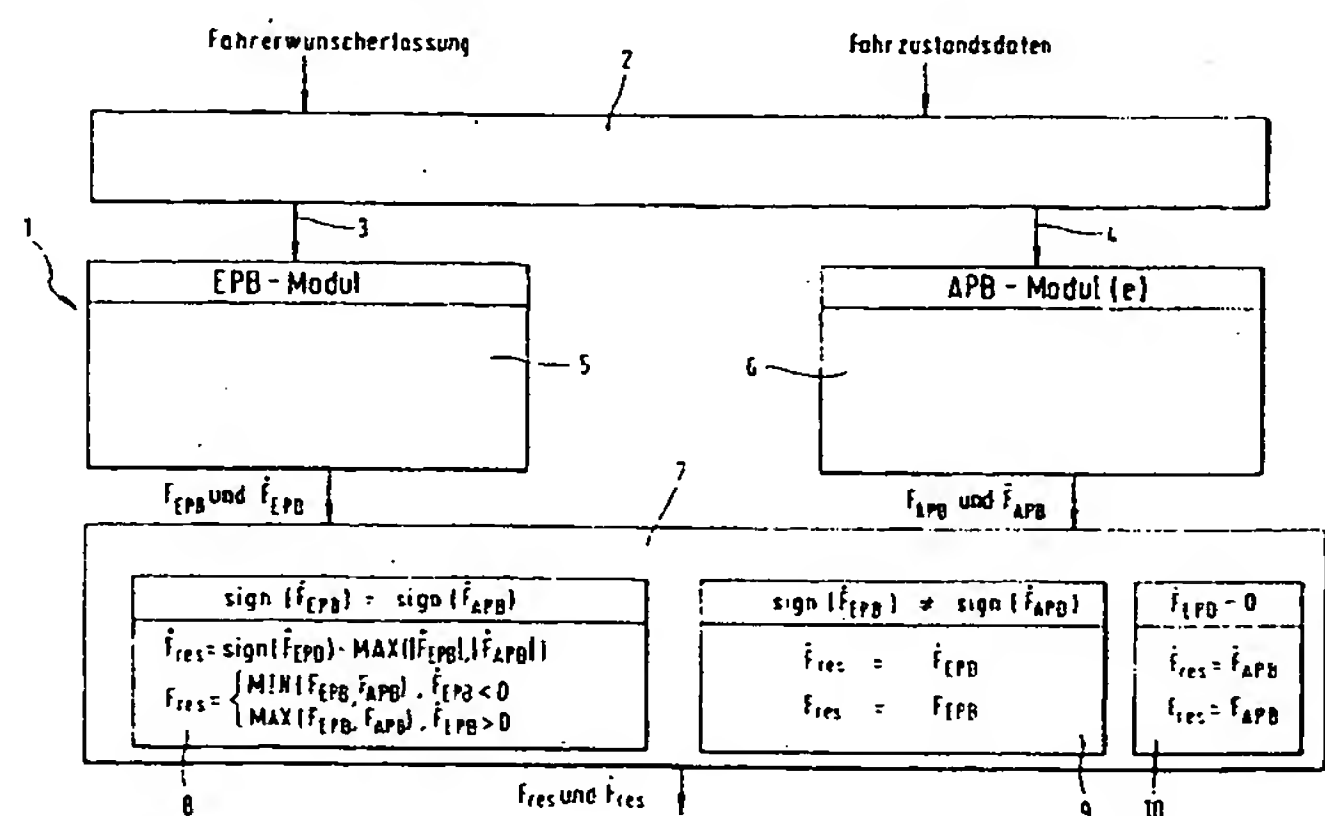 Fahrerwunscherfassung
Fahrzustandsdaten
2
3
4
1
EPB - Modul
APB - Modul (e)
5
6
F_EPB und Ḟ_EPB
7
F_APB und Ḟ_APB
sign (Ḟ_EPB) = sign (Ḟ_APB)
sign (Ḟ_EPB) ≠ sign (Ḟ_APB)
Ḟ_EPB = 0
Ḟ_res = sign(Ḟ_EPB) · MAX(|Ḟ_EPB|,|Ḟ_APB|)
Ḟ_res = Ḟ_EPB
Ḟ_res = Ḟ_APB
F_res = { MIN(F_EPB, F_APB) , Ḟ_EPB < 0
MAX(F_EPB, F_APB) , Ḟ_EPB > 0
F_res = F_EPB
F_res = F_APB
8
F_res und Ḟ_res
9
10